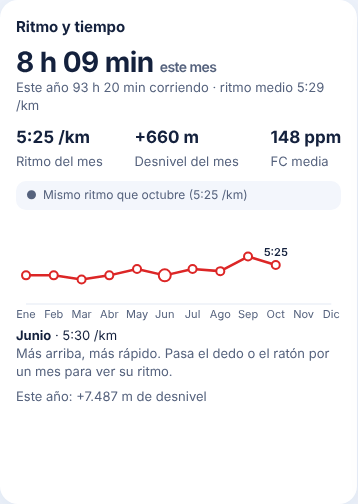 Ritmo y tiempo
8 h 09 min este mes
Este año 93 h 20 min corriendo · ritmo medio 5:29
/km
5:25 /km +660 m 148 ppm
Ritmo del mes Desnivel del mes FC media
Mismo ritmo que octubre (5:25 /km)
5:25
Ene Feb Mar Abr May Jun Jul Ago Sep Oct Nov Dic
Junio · 5:30 /km
Más arriba, más rápido. Pasa el dedo o el ratón por
un mes para ver su ritmo.
Este año: +7.487 m de desnivel